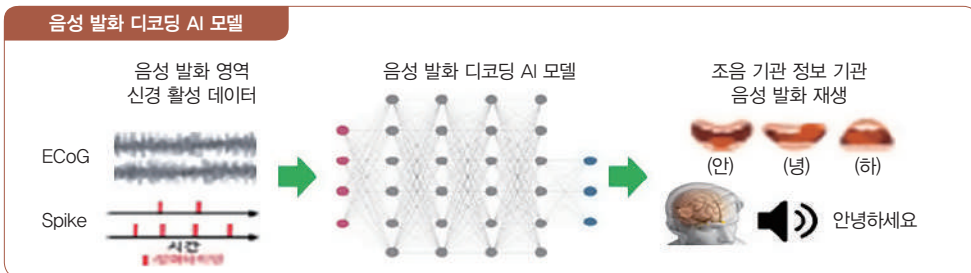 음성 발화 디코딩 AI 모델
음성 발화 영역
신경 활성 데이터
ECoG
Spike
시간
음성 발화 디코딩 AI 모델
조음 기관 정보 기관
음성 발화 재생
(안) (녕) (하)
안녕하세요